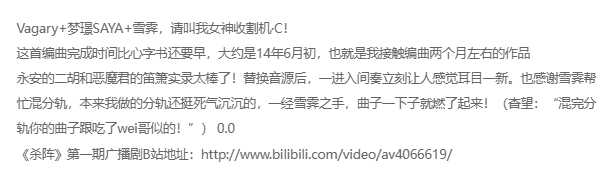 Vagary+梦璟SAYA+雪霁，请叫我女神收割机·C！
这首编曲完成时间比心字书还要早，大约是14年6月初，也就是我接触编曲两个月左右的作品
永安的二胡和恶魔君的笛箫实录太棒了！替换音源后，一进入间奏立刻让人感觉耳目一新。也感谢雪霁帮
忙混分轨，本来我做的分轨还挺死气沉沉的，一经雪霁之手，曲子一下子就燃了起来！（杳望：“混完分
轨你的曲子跟吃了wei哥似的！”） 0.0
《杀阵》第一期广播剧B站地址：http://www.bilibili.com/video/av4066619/